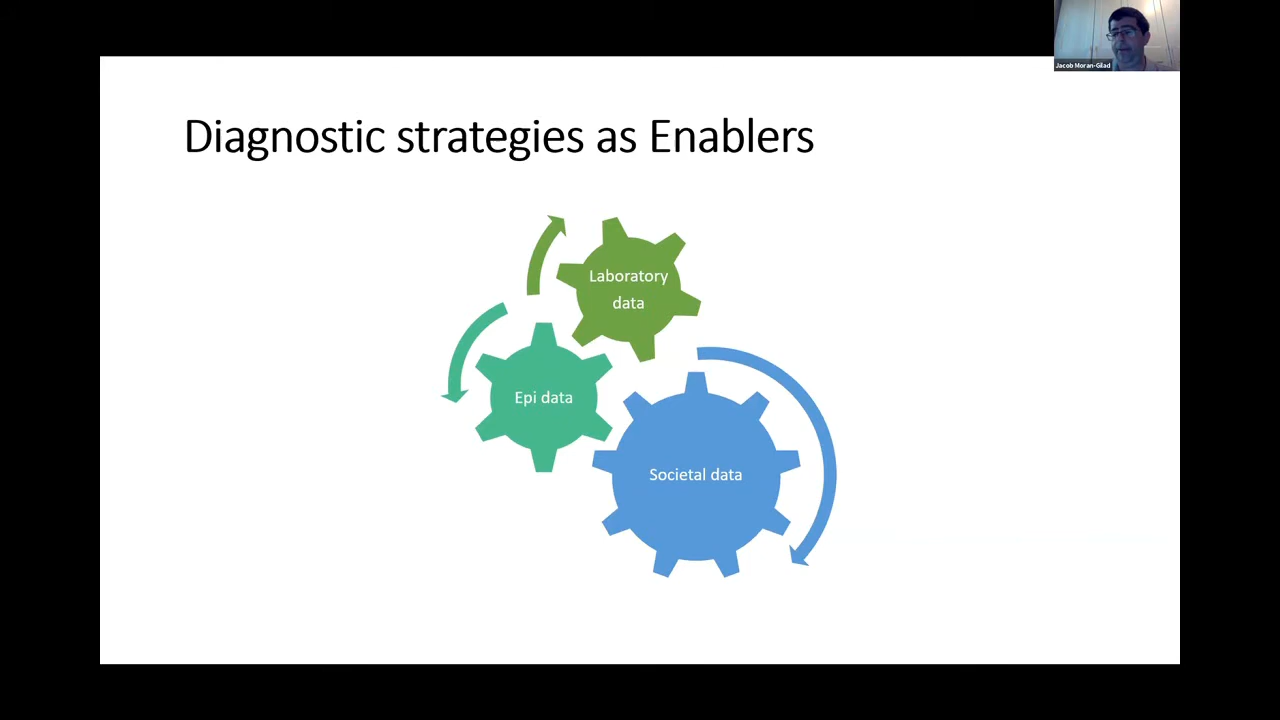 Jacob Moran-Gilad
Diagnostic strategies as Enablers
Laboratory
data
Epi data
Societal data